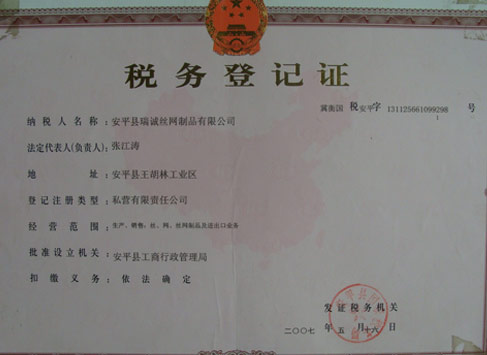 税务登记证
冀衡国 税 安平 字 131125661099298 号
纳税人名称：安平县瑞诚丝网制品有限公司
法定代表人(负责人)：张江涛
地址：安平县王胡林工业区
登记注册类型：私营有限责任公司
经营范围：生产、销售：丝、网、丝网制品及进出口业务
批准设立机关：安平县工商行政管理局
扣缴义务：依法确定
发证税务机关
二〇〇七 年 五 月 十六 日